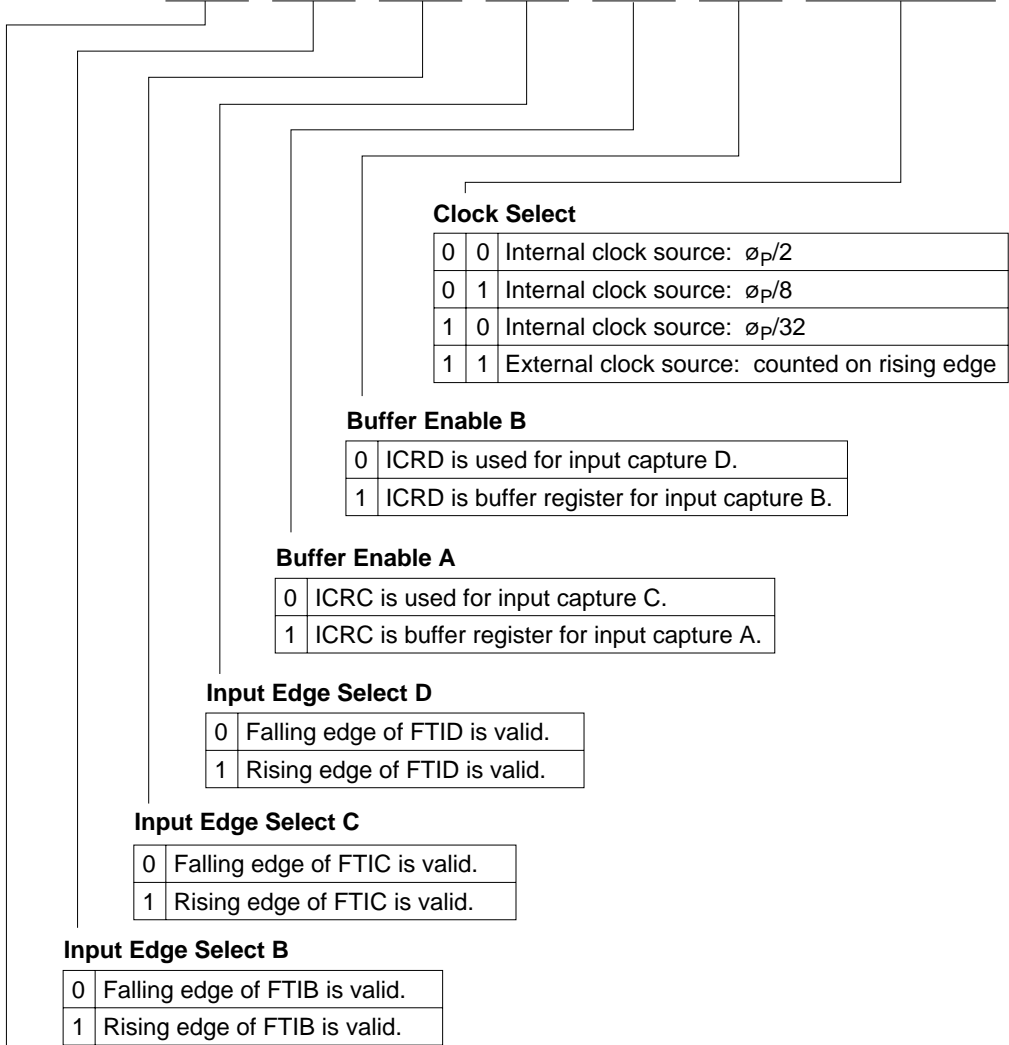 Clock Select
0 0 Internal clock source: øP/2
0 1 Internal clock source: øP/8
1 0 Internal clock source: øP/32
1 1 External clock source: counted on rising edge
Buffer Enable B
0 ICRD is used for input capture D.
1 ICRD is buffer register for input capture B.
Buffer Enable A
0 ICRC is used for input capture C.
1 ICRC is buffer register for input capture A.
Input Edge Select D
0 Falling edge of FTID is valid.
1 Rising edge of FTID is valid.
Input Edge Select C
0 Falling edge of FTIC is valid.
1 Rising edge of FTIC is valid.
Input Edge Select B
0 Falling edge of FTIB is valid.
1 Rising edge of FTIB is valid.